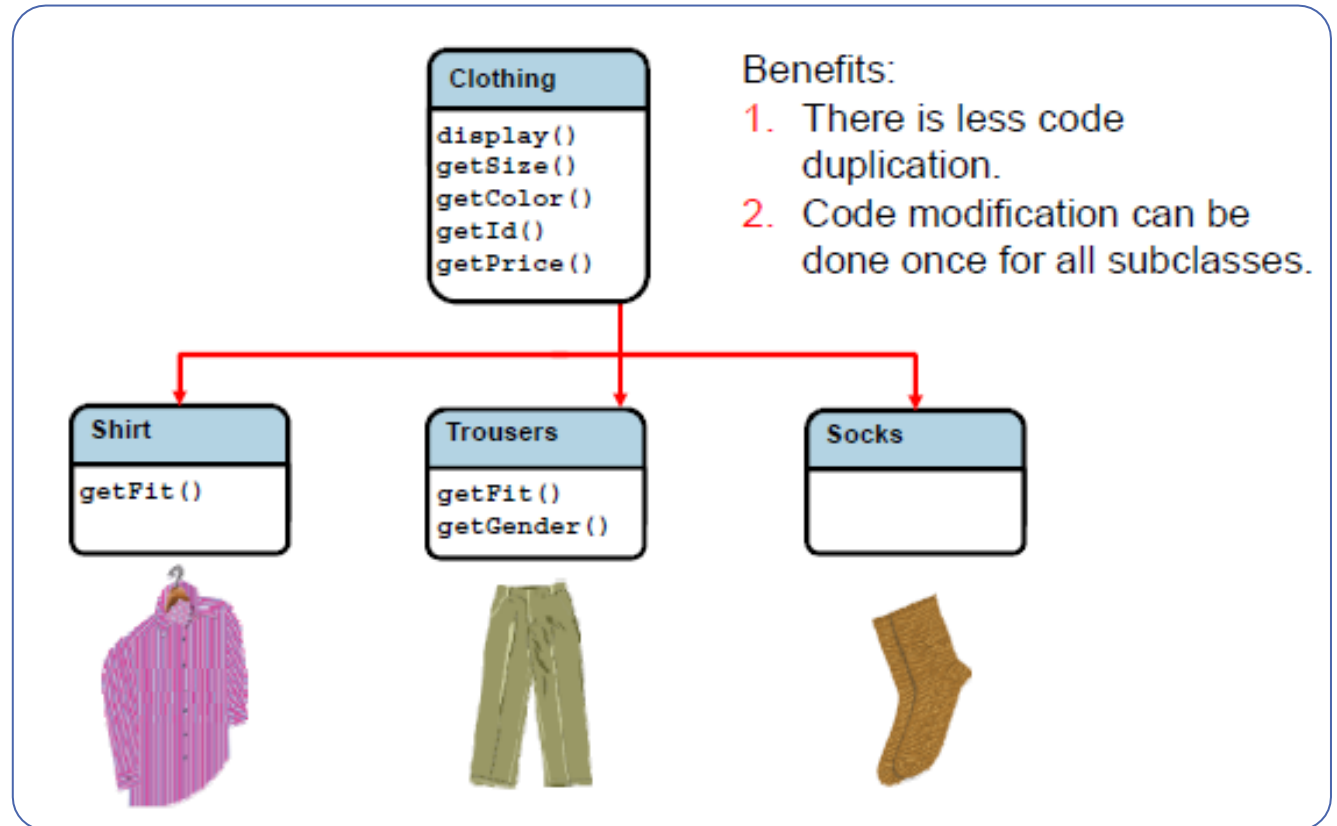 Clothing
display()
getSize()
getColor()
getId()
getPrice()
Benefits:
1. There is less code
duplication.
2. Code modification can be
done once for all subclasses.
Shirt
getFit()
Trousers
getFit()
getGender()
Socks